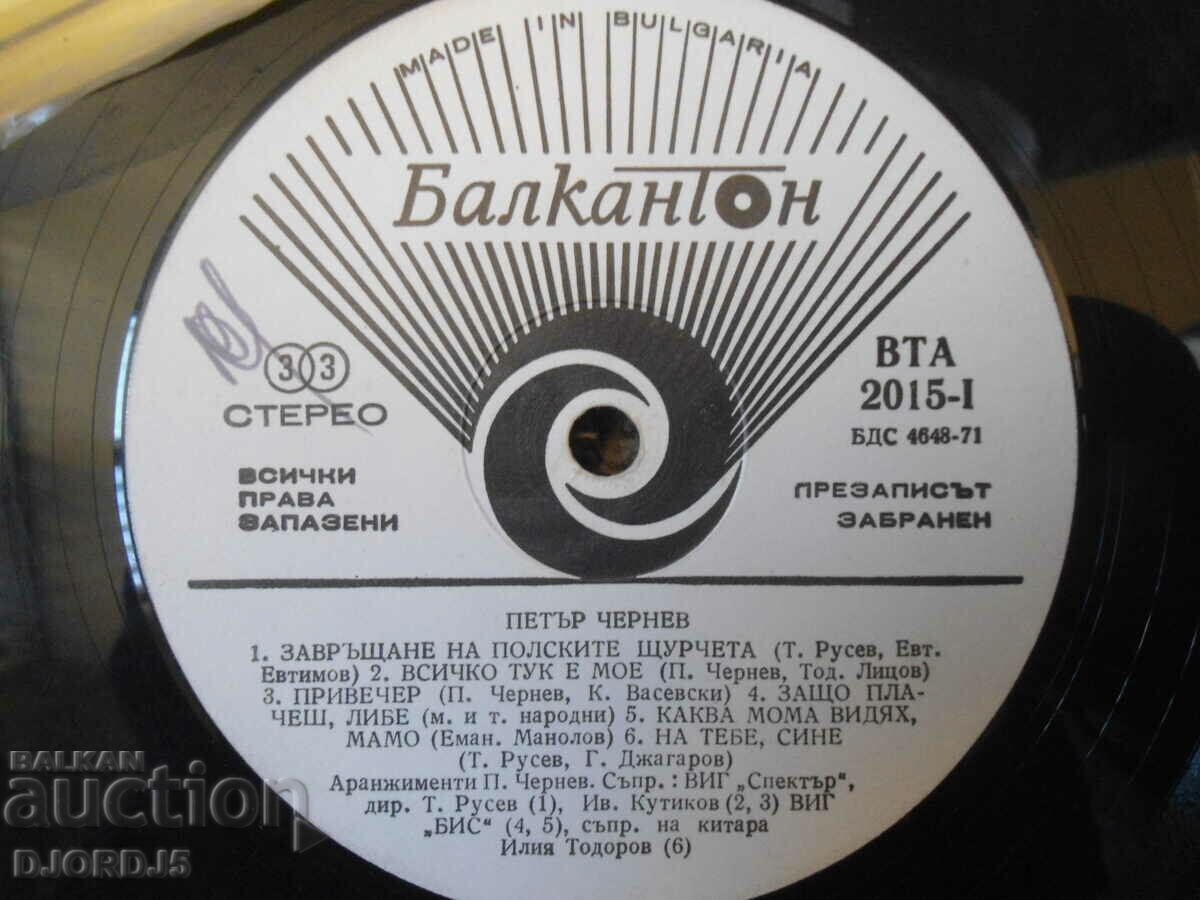 MADE IN BULGARIA
Балкантон
33
СТЕРЕО
ВТА
2015-I
БДС 4648-71
ВСИЧКИ
ПРАВА
ЗАПАЗЕНИ
ПРЕЗАПИСЪТ
ЗАБРАНЕН
ПЕТЪР ЧЕРНЕВ
1. ЗАВРЪЩАНЕ НА ПОЛСКИТЕ ЩУРЧЕТА (Т. Русев, Евт.
Евтимов) 2. ВСИЧКО ТУК Е МОЕ (П. Чернев, Тод. Лицов)
3. ПРИВЕЧЕР (П. Чернев, К. Васевски) 4. ЗАЩО ПЛА-
ЧЕШ, ЛИБЕ (м. и т. народни) 5. КАКВА МОМА ВИДЯХ,
МАМО (Еман. Манолов) 6. НА ТЕБЕ, СИНЕ
(Т. Русев, Г. Джагаров)
Аранжименти П. Чернев. Съпр.: ВИГ „Спектър“,
дир. Т. Русев (1), Ив. Кутиков (2, 3) ВИГ
„БИС“ (4, 5), съпр. на китара
Илия Тодоров (6)
BALKAN
auction
DJORDJ5